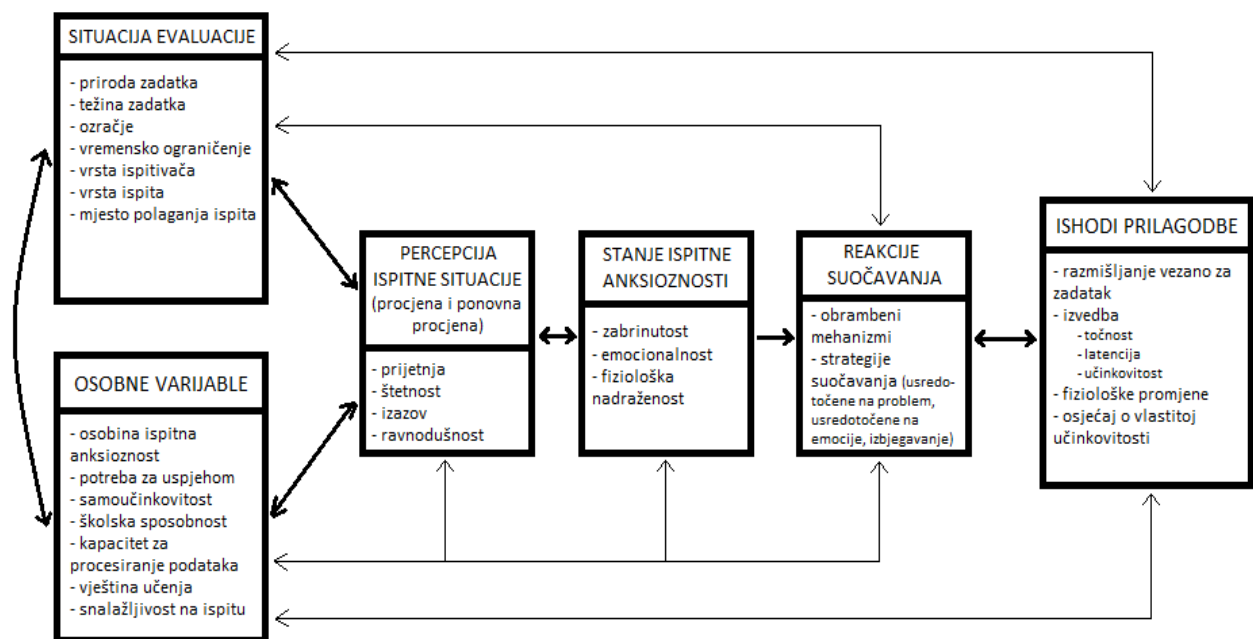 SITUACIJA EVALUACIJE
- priroda zadatka
- težina zadatka
- ozračje
- vremensko ograničenje
- vrsta ispitivača
- vrsta ispita
- mjesto polaganja ispita
OSOBNE VARIJABLE
- osobina ispitna
anksioznost
- potreba za uspjehom
- samoučinkovitost
- školska sposobnost
- kapacitet za
procesiranje podataka
- vještina učenja
- snalažljivost na ispitu
PERCEPCIJA
ISPITNE SITUACIJE
(procjena i ponovna
procjena)
- prijetnja
- štetnost
- izazov
- ravnodušnost
STANJE ISPITNE
ANKSIOZNOSTI
- zabrinutost
- emocionalnost
- fiziološka
nadraženost
REAKCIJE
SUOČAVANJA
- obrambeni
mehanizmi
- strategije
suočavanja (usredo-
točene na problem,
usredotočene na
emocije, izbjegavanje)
ISHODI PRILAGODBE
- razmišljanje vezano za
zadatak
- izvedba
- točnost
- latencija
- učinkovitost
- fiziološke promjene
- osjećaj o vlastitoj
učinkovitosti